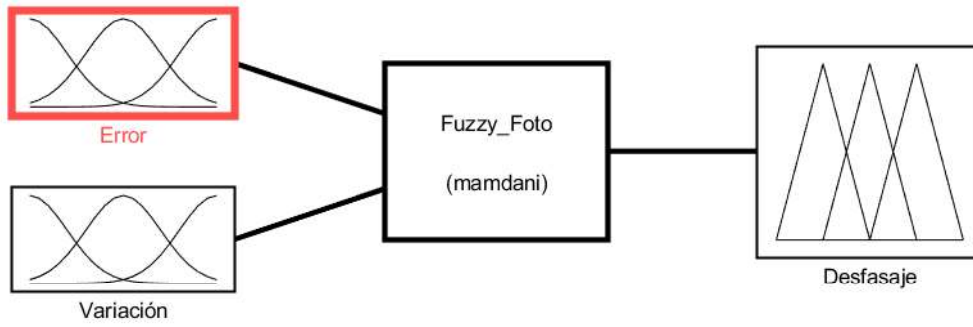 Error
Fuzzy_Foto
(mamdani)
Variación
Desfasaje